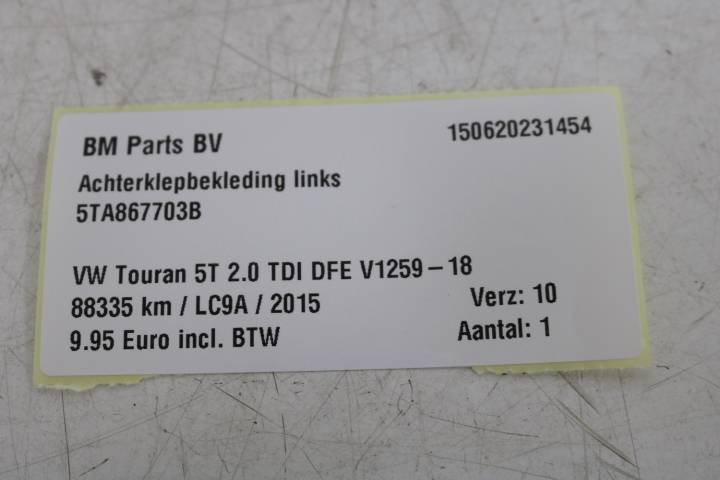 BM Parts BV 150620231454
Achterklepbekleding links
5TA867703B
VW Touran 5T 2.0 TDI DFE V1259-18
88335 km / LC9A / 2015 Verz: 10
9.95 Euro incl. BTW Aantal: 1